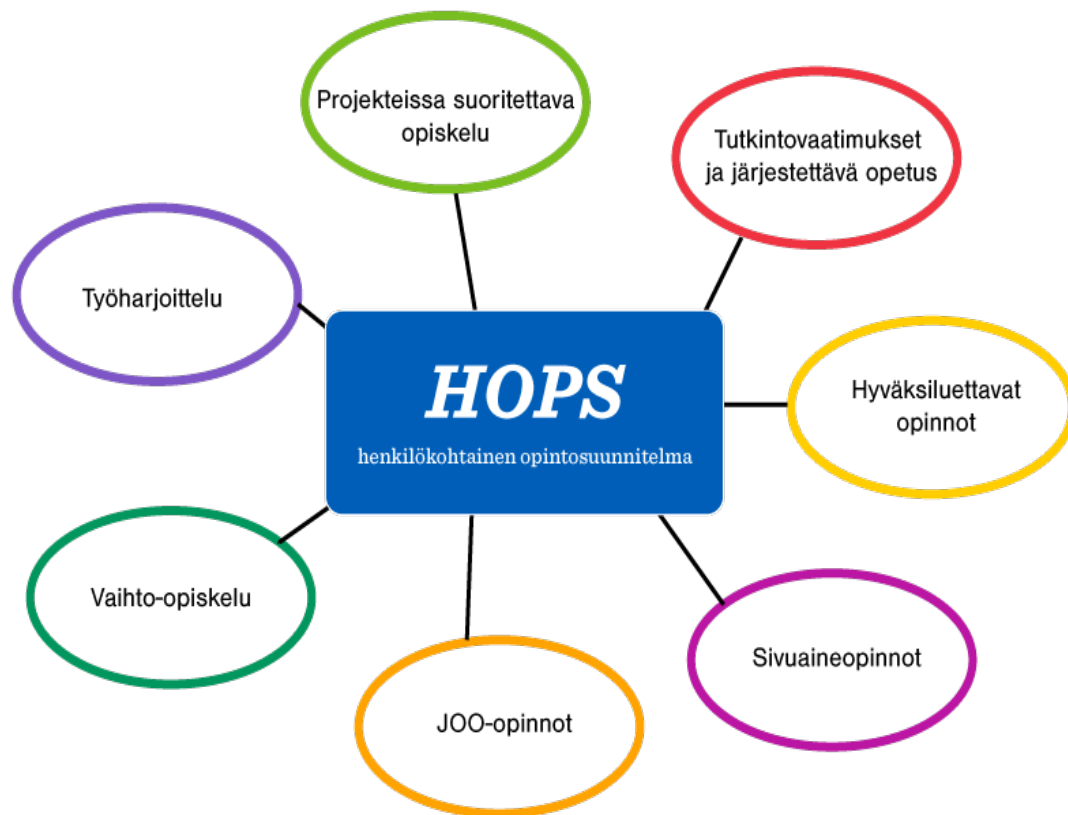 Projekteissa suoritettava
opiskelu
Tutkintovaatimukset
ja järjestettävä opetus
Työharjoittelu
HOPS
henkilökohtainen opintosuunnitelma
Hyväksiluettavat
opinnot
Vaihto-opiskelu
Sivuaineopinnot
JOO-opinnot